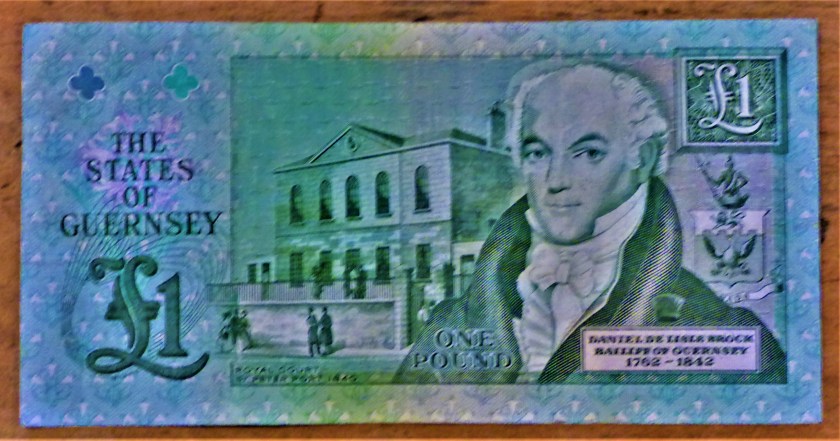 THE
STATES
OF
GUERNSEY
£1
£1
ONE
POUND
ROYAL COURT
ST PETER PORT 1840
DANIEL DE LISLE BROCK
BAILIFF OF GUERNSEY
1762 - 1842